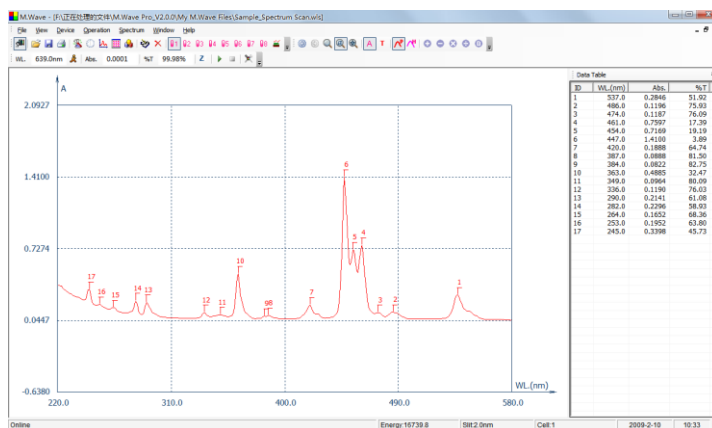 M.Wave - [F:\正在处理的文件\M.Wave Pro_V2.0.0\My M.Wave Files\Sample_Spectrum Scan.wls]
File View Device Operation Spectrum Window Help
A T
WL. 639.0nm Abs. 0.0001 %T 99.98% Z
A
2.0927
1.4100
0.7274
0.0447
-0.6380
220.0 310.0 400.0 490.0 580.0
WL.(nm)
17 16 15 14 13 12 11 10 9 8 7 6 5 4 3 2 1
Data Table
ID WL.(nm) Abs. %T
1 537.0 0.2846 51.92
2 486.0 0.1196 75.93
3 474.0 0.1187 76.09
4 461.0 0.7597 17.39
5 454.0 0.7169 19.19
6 447.0 1.4100 3.89
7 420.0 0.1888 64.74
8 387.0 0.0888 81.50
9 384.0 0.0822 82.75
10 363.0 0.4885 32.47
11 349.0 0.0964 80.09
12 336.0 0.1190 76.03
13 290.0 0.2141 61.08
14 282.0 0.2296 58.93
15 264.0 0.1652 68.36
16 253.0 0.1952 63.80
17 245.0 0.3398 45.73
Online Energy:16739.8 Slit:2.0nm Cell:1 2009-2-10 10:33